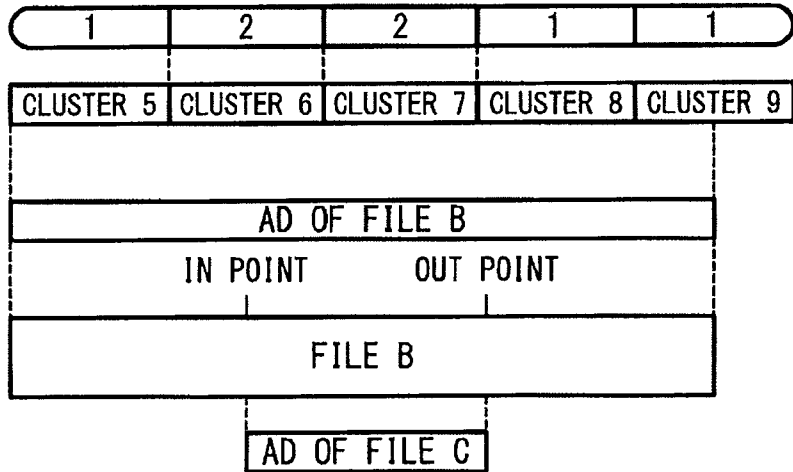 1 2 2 1 1
CLUSTER 5 CLUSTER 6 CLUSTER 7 CLUSTER 8 CLUSTER 9
AD OF FILE B
IN POINT OUT POINT
FILE B
AD OF FILE C